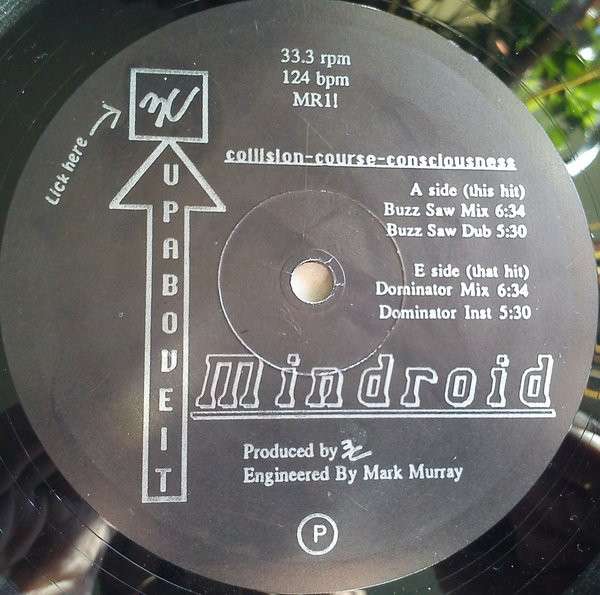 33.3 rpm
124 bpm
MR1!
Lick here
collision-course-consciousness
A side (this hit)
Buzz Saw Mix 6:34
Buzz Saw Dub 5:30
E side (that hit)
Dominator Mix 6:34
Dominator Inst 5:30
UPABOVEIT
Mindroid
Produced by
Engineered By Mark Murray
P